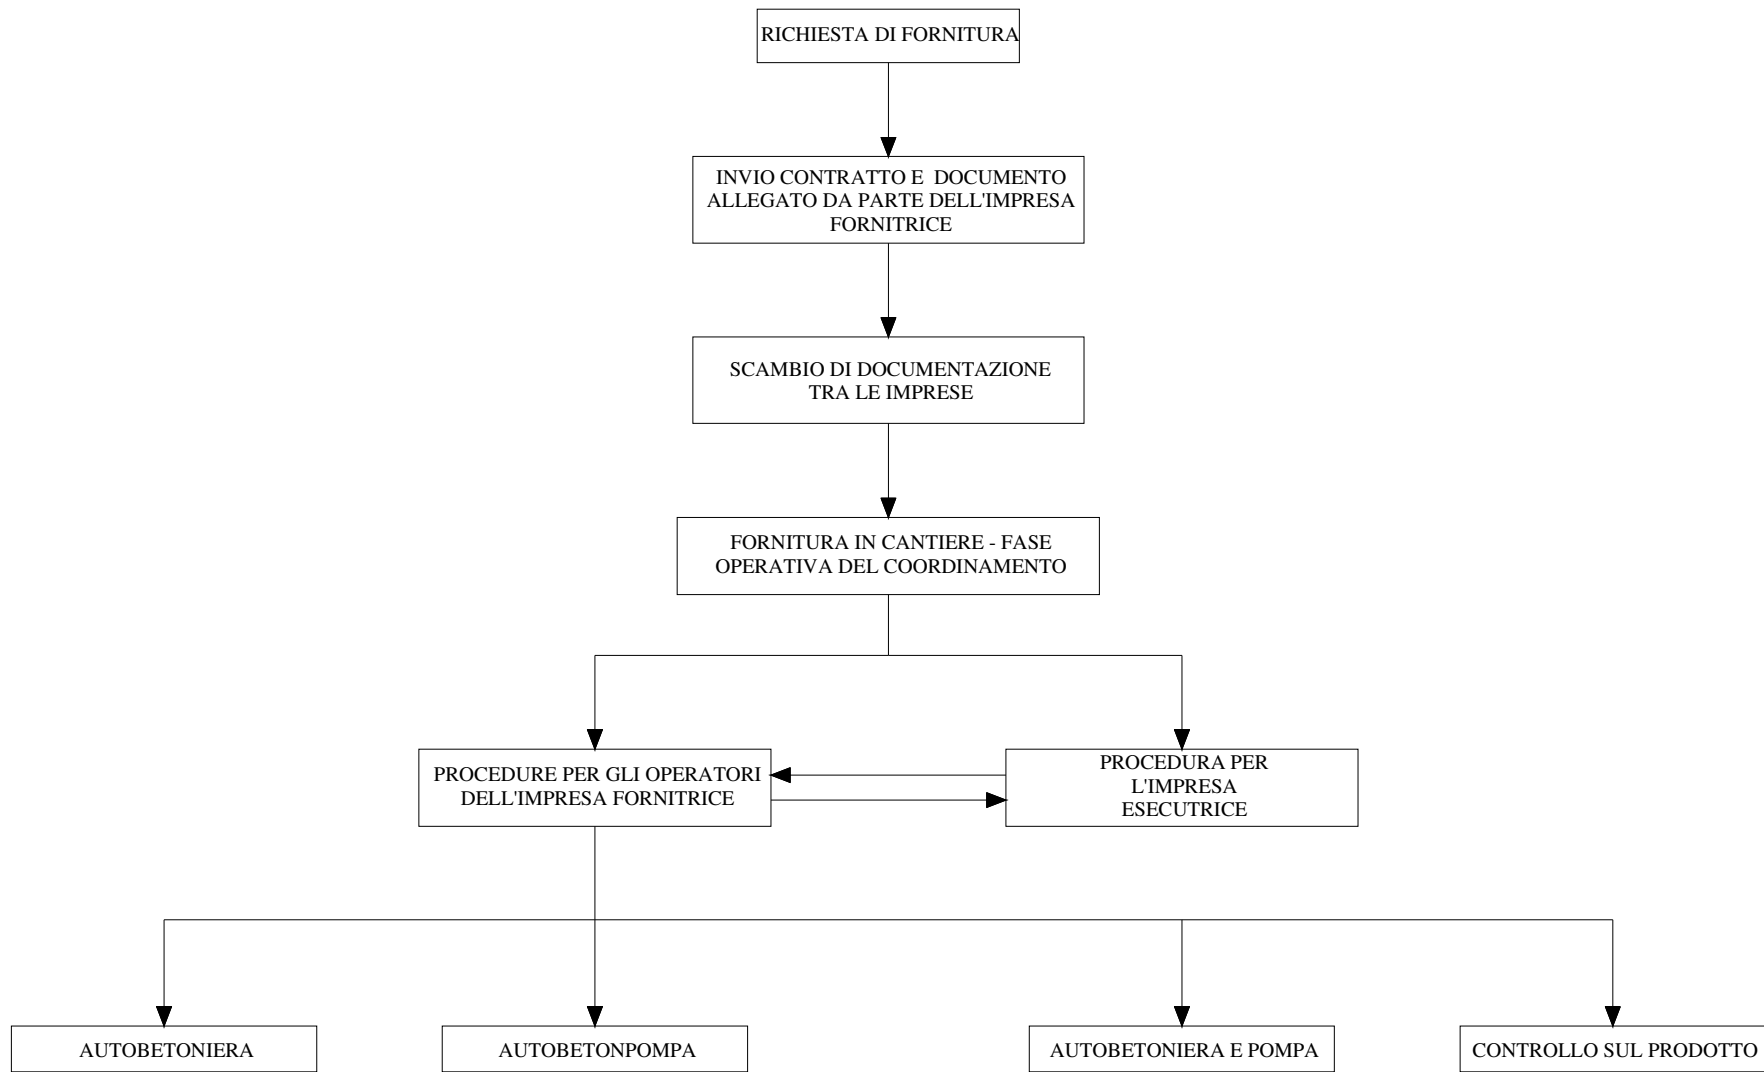 RICHIESTA DI FORNITURA
INVIO CONTRATTO E DOCUMENTO
ALLEGATO DA PARTE DELL'IMPRESA
FORNITRICE
SCAMBIO DI DOCUMENTAZIONE
TRA LE IMPRESE
FORNITURA IN CANTIERE - FASE
OPERATIVA DEL COORDINAMENTO
PROCEDURE PER GLI OPERATORI
DELL'IMPRESA FORNITRICE
PROCEDURA PER
L'IMPRESA
ESECUTRICE
AUTOBETONIERA
AUTOBETONPOMPA
AUTOBETONIERA E POMPA
CONTROLLO SUL PRODOTTO